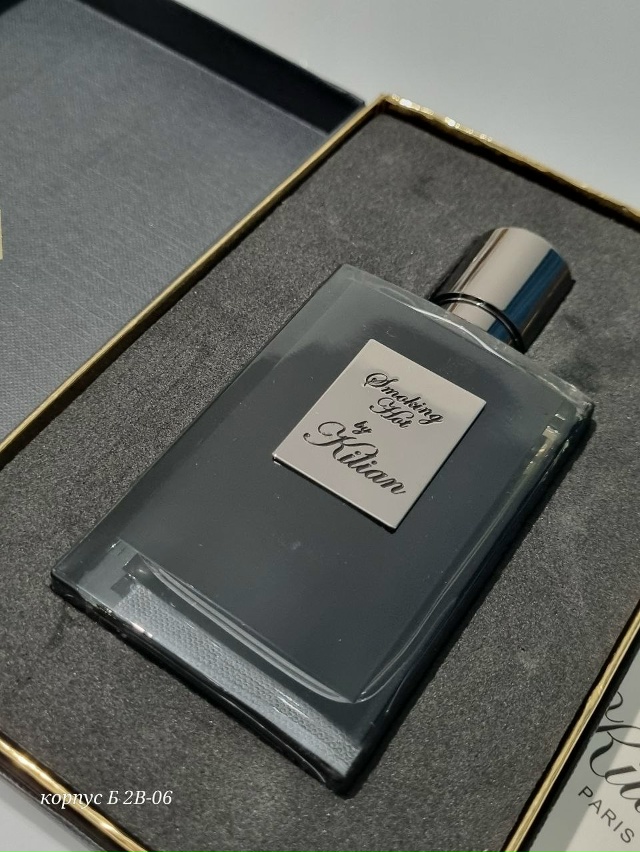 Smoking
Hot
by
Kilian
PARIS
корпус Б 2В-06